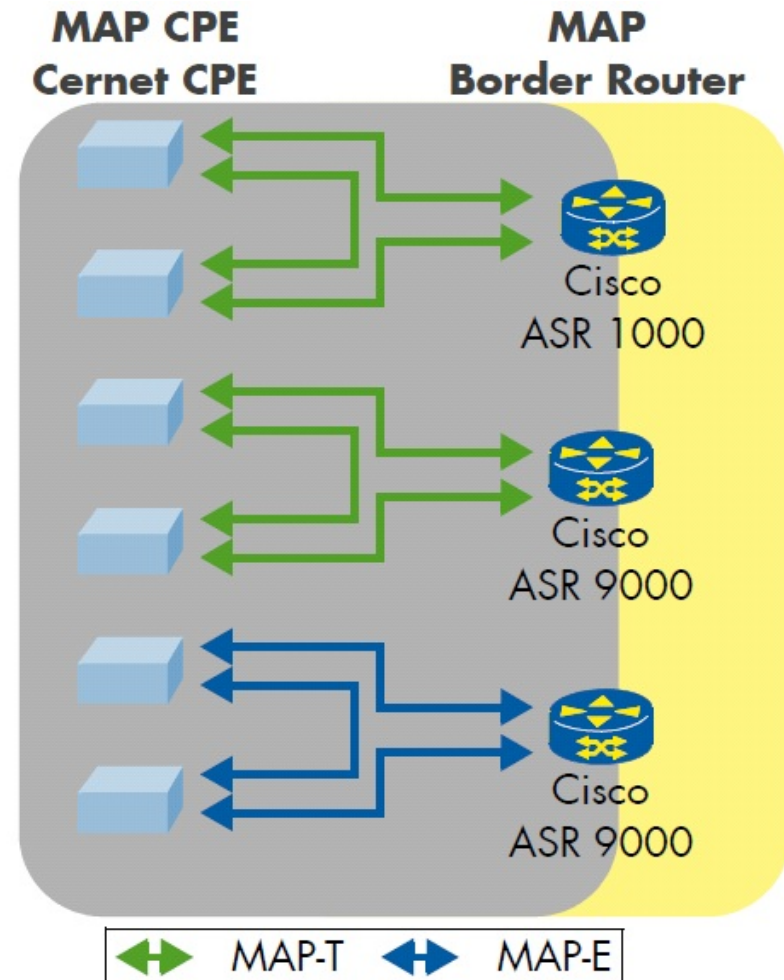 MAP CPE
Cernet CPE
MAP
Border Router
Cisco
ASR 1000
Cisco
ASR 9000
Cisco
ASR 9000
MAP-T
MAP-E